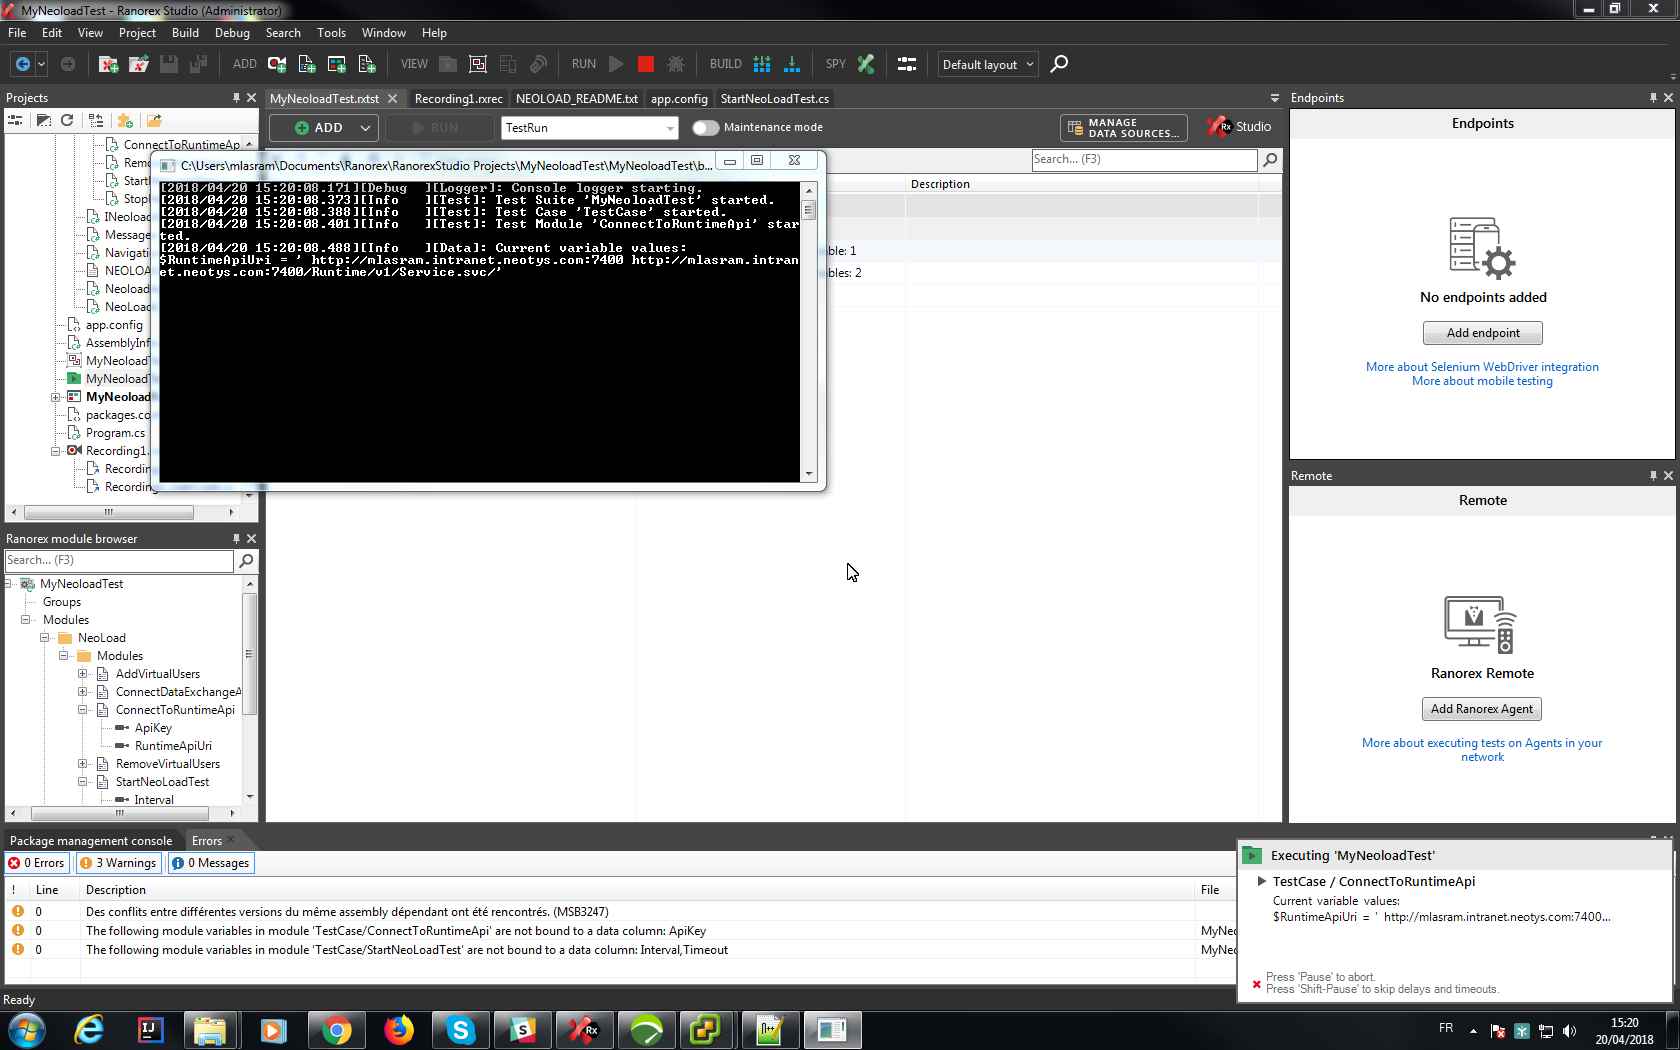 MyNeoloadTest - Ranorex Studio (Administrator)
File Edit View Project Build Debug Search Tools Window Help
ADD VIEW RUN BUILD SPY Default layout
Projects
MyNeoloadTest.rxtst Recording1.rxrec NEOLOAD_README.txt app.config StartNeoLoadTest.cs
ADD RUN TestRun Maintenance mode MANAGE DATA SOURCES... Rx Studio
Search... (F3)
Description
ble: 1
bles: 2
ConnectToRuntimeAp
Remo
StartI
Stopl
INeoload
Message
Navigati
NEOLOA
Neoload
NeoLoad
app.config
AssemblyInf
MyNeoload
MyNeoload
MyNeoload
packages.co
Program.cs
Recording1.
Recordin
Recording
C:\Users\mlasram\Documents\Ranorex\RanorexStudio Projects\MyNeoloadTest\MyNeoloadTest\b...
[2018/04/20 15:20:08.171][Debug  ][Logger]: Console logger starting.
[2018/04/20 15:20:08.373][Info   ][Test]: Test Suite 'MyNeoloadTest' started.
[2018/04/20 15:20:08.388][Info   ][Test]: Test Case 'TestCase' started.
[2018/04/20 15:20:08.401][Info   ][Test]: Test Module 'ConnectToRuntimeApi' star
ted.
[2018/04/20 15:20:08.488][Info   ][Data]: Current variable values:
$RuntimeApiUri = ' http://mlasram.intranet.neotys.com:7400 http://mlasram.intran
et.neotys.com:7400/Runtime/v1/Service.svc/'
Ranorex module browser
Search... (F3)
MyNeoloadTest
Groups
Modules
NeoLoad
Modules
AddVirtualUsers
ConnectDataExchangeA
ConnectToRuntimeApi
ApiKey
RuntimeApiUri
RemoveVirtualUsers
StartNeoLoadTest
Interval
Endpoints
Endpoints
No endpoints added
Add endpoint
More about Selenium WebDriver integration
More about mobile testing
Remote
Remote
Ranorex Remote
Add Ranorex Agent
More about executing tests on Agents in your
network
Package management console Errors
0 Errors 3 Warnings 0 Messages
! Line Description File
0 Des conflits entre différentes versions du même assembly dépendant ont été rencontrés. (MSB3247)
0 The following module variables in module 'TestCase/ConnectToRuntimeApi' are not bound to a data column: ApiKey MyNe
0 The following module variables in module 'TestCase/StartNeoLoadTest' are not bound to a data column: Interval,Timeout MyNe
Executing 'MyNeoloadTest'
TestCase / ConnectToRuntimeApi
Current variable values:
$RuntimeApiUri = ' http://mlasram.intranet.neotys.com:7400...
Press 'Pause' to abort.
Press 'Shift-Pause' to skip delays and timeouts.
Ready
FR
15:20
20/04/2018